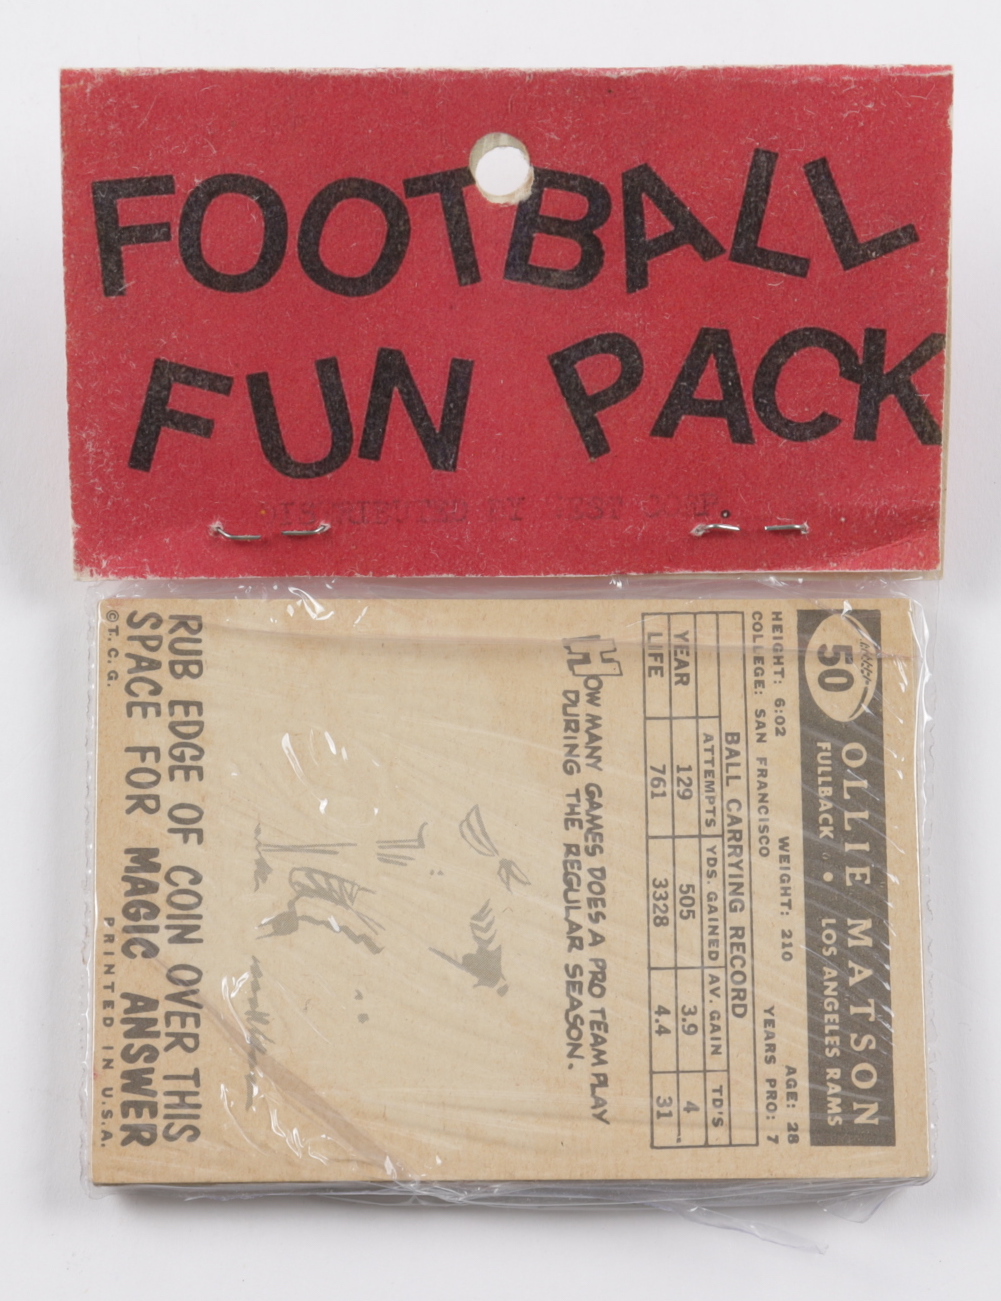 FOOTBALL
FUN PACK
50
OLLIE MATSON
FULLBACK • LOS ANGELES RAMS
HEIGHT: 6:02 WEIGHT: 210 AGE: 28
COLLEGE: SAN FRANCISCO YEARS PRO: 7
BALL CARRYING RECORD
ATTEMPTS YDS. GAINED AV. GAIN TD'S
YEAR 129 505 3.9 4
LIFE 761 3328 4.4 31
HOW MANY GAMES DOES A PRO TEAM PLAY
DURING THE REGULAR SEASON.
RUB EDGE OF COIN OVER THIS
SPACE FOR MAGIC ANSWER
©T.C.G. PRINTED IN U.S.A.